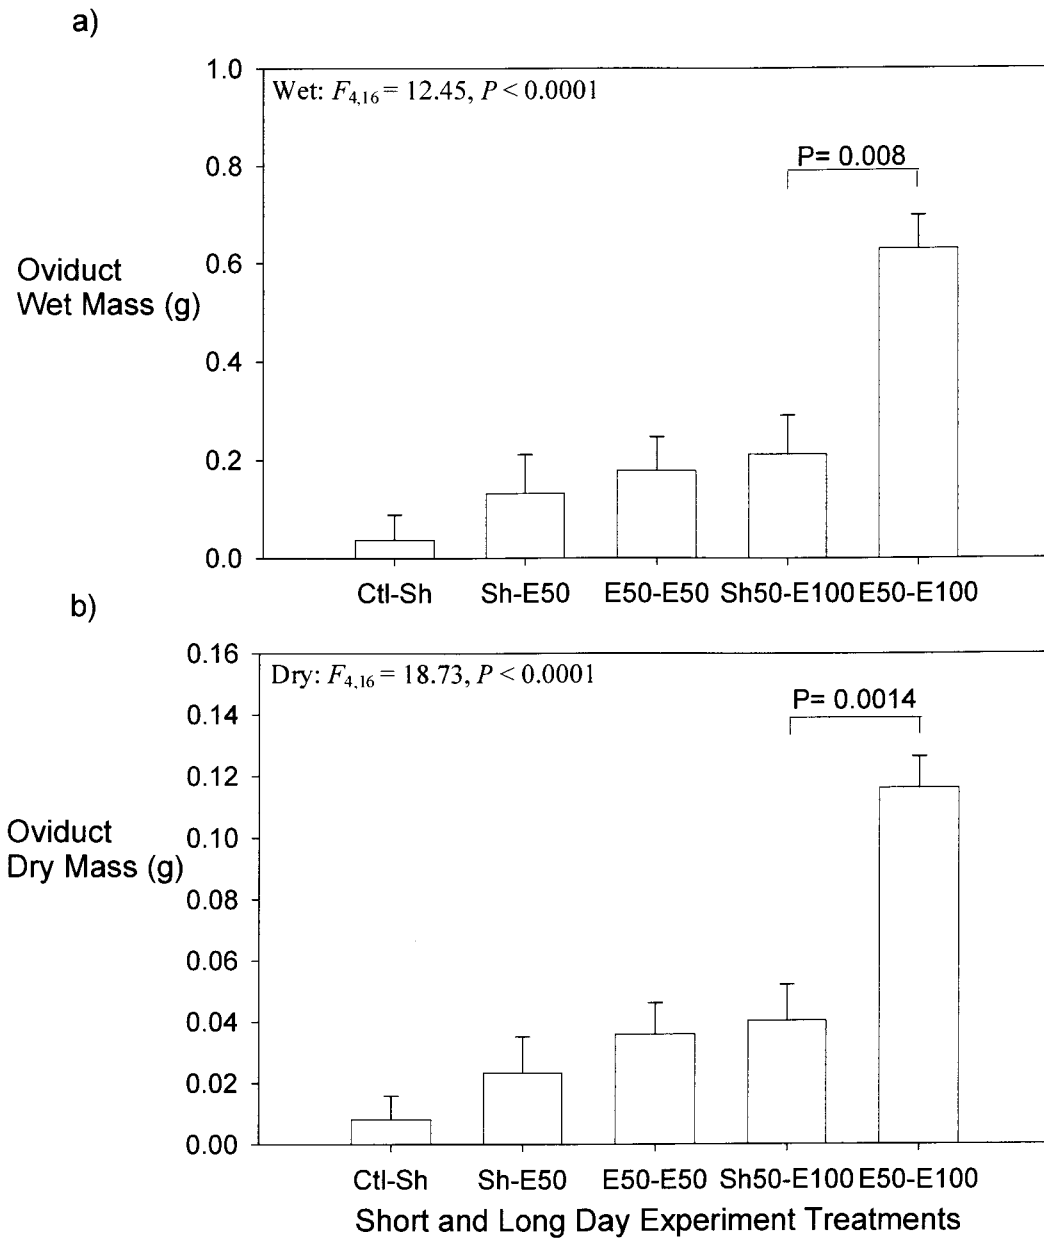 a)
1.0
Wet: F4,16 = 12.45, P < 0.0001
0.8
P= 0.008
0.6
Oviduct
Wet Mass (g)
0.4
0.2
0.0
Ctl-Sh Sh-E50 E50-E50 Sh50-E100 E50-E100
b)
0.16
Dry: F4,16 = 18.73, P < 0.0001
0.14
P= 0.0014
0.12
0.10
Oviduct
Dry Mass (g)
0.08
0.06
0.04
0.02
0.00
Ctl-Sh Sh-E50 E50-E50 Sh50-E100 E50-E100
Short and Long Day Experiment Treatments